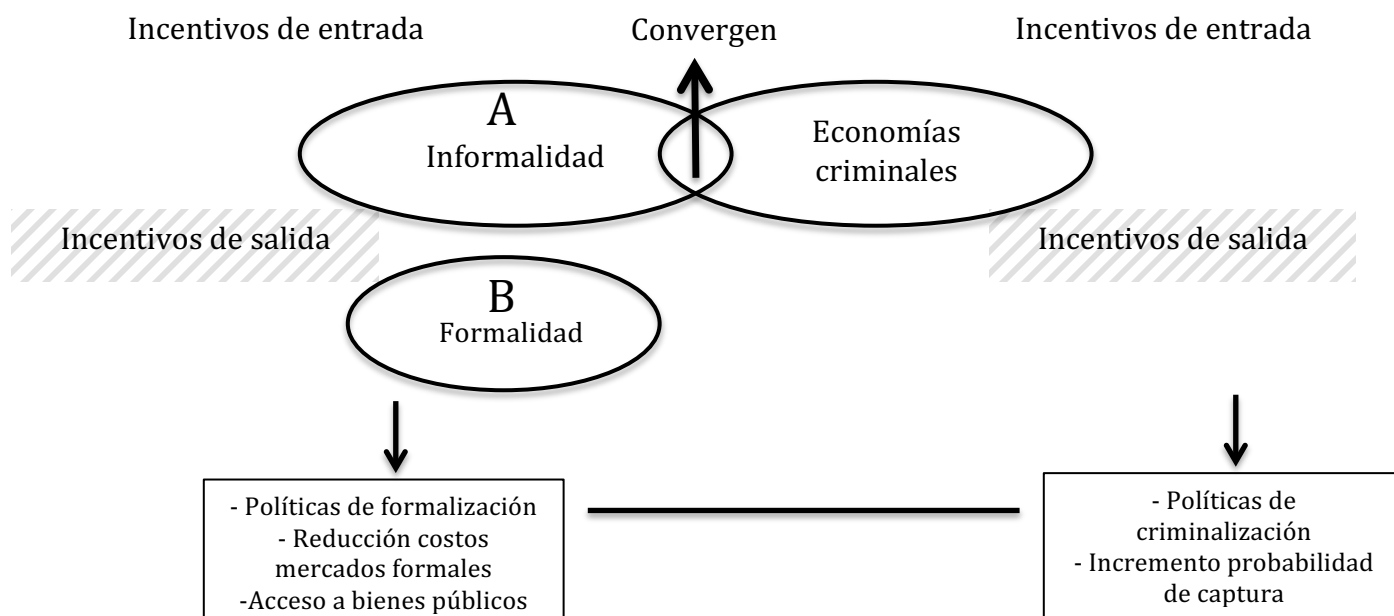 Incentivos de entrada
Convergen
Incentivos de entrada
A
Informalidad
Economías
criminales
Incentivos de salida
Incentivos de salida
B
Formalidad
- Políticas de formalización
- Reducción costos
mercados formales
-Acceso a bienes públicos
- Políticas de
criminalización
- Incremento probabilidad
de captura